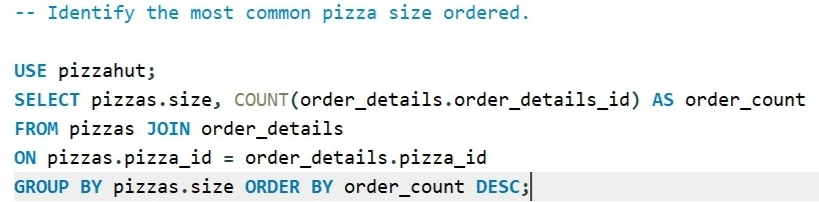 -- Identify the most common pizza size ordered.
USE pizzahut;
SELECT pizzas.size, COUNT(order_details.order_details_id) AS order_count
FROM pizzas JOIN order_details
ON pizzas.pizza_id = order_details.pizza_id
GROUP BY pizzas.size ORDER BY order_count DESC;